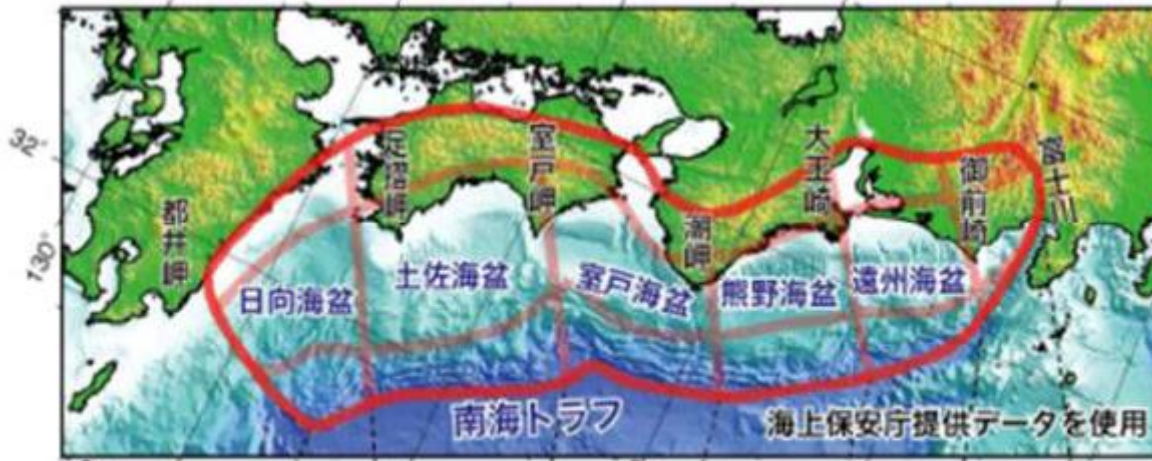 32°
130°
都井岬
足摺岬
室戸岬
潮岬
大王崎
御前崎
富士川
日向海盆
土佐海盆
室戸海盆
熊野海盆
遠州海盆
南海トラフ
海上保安庁提供データを使用